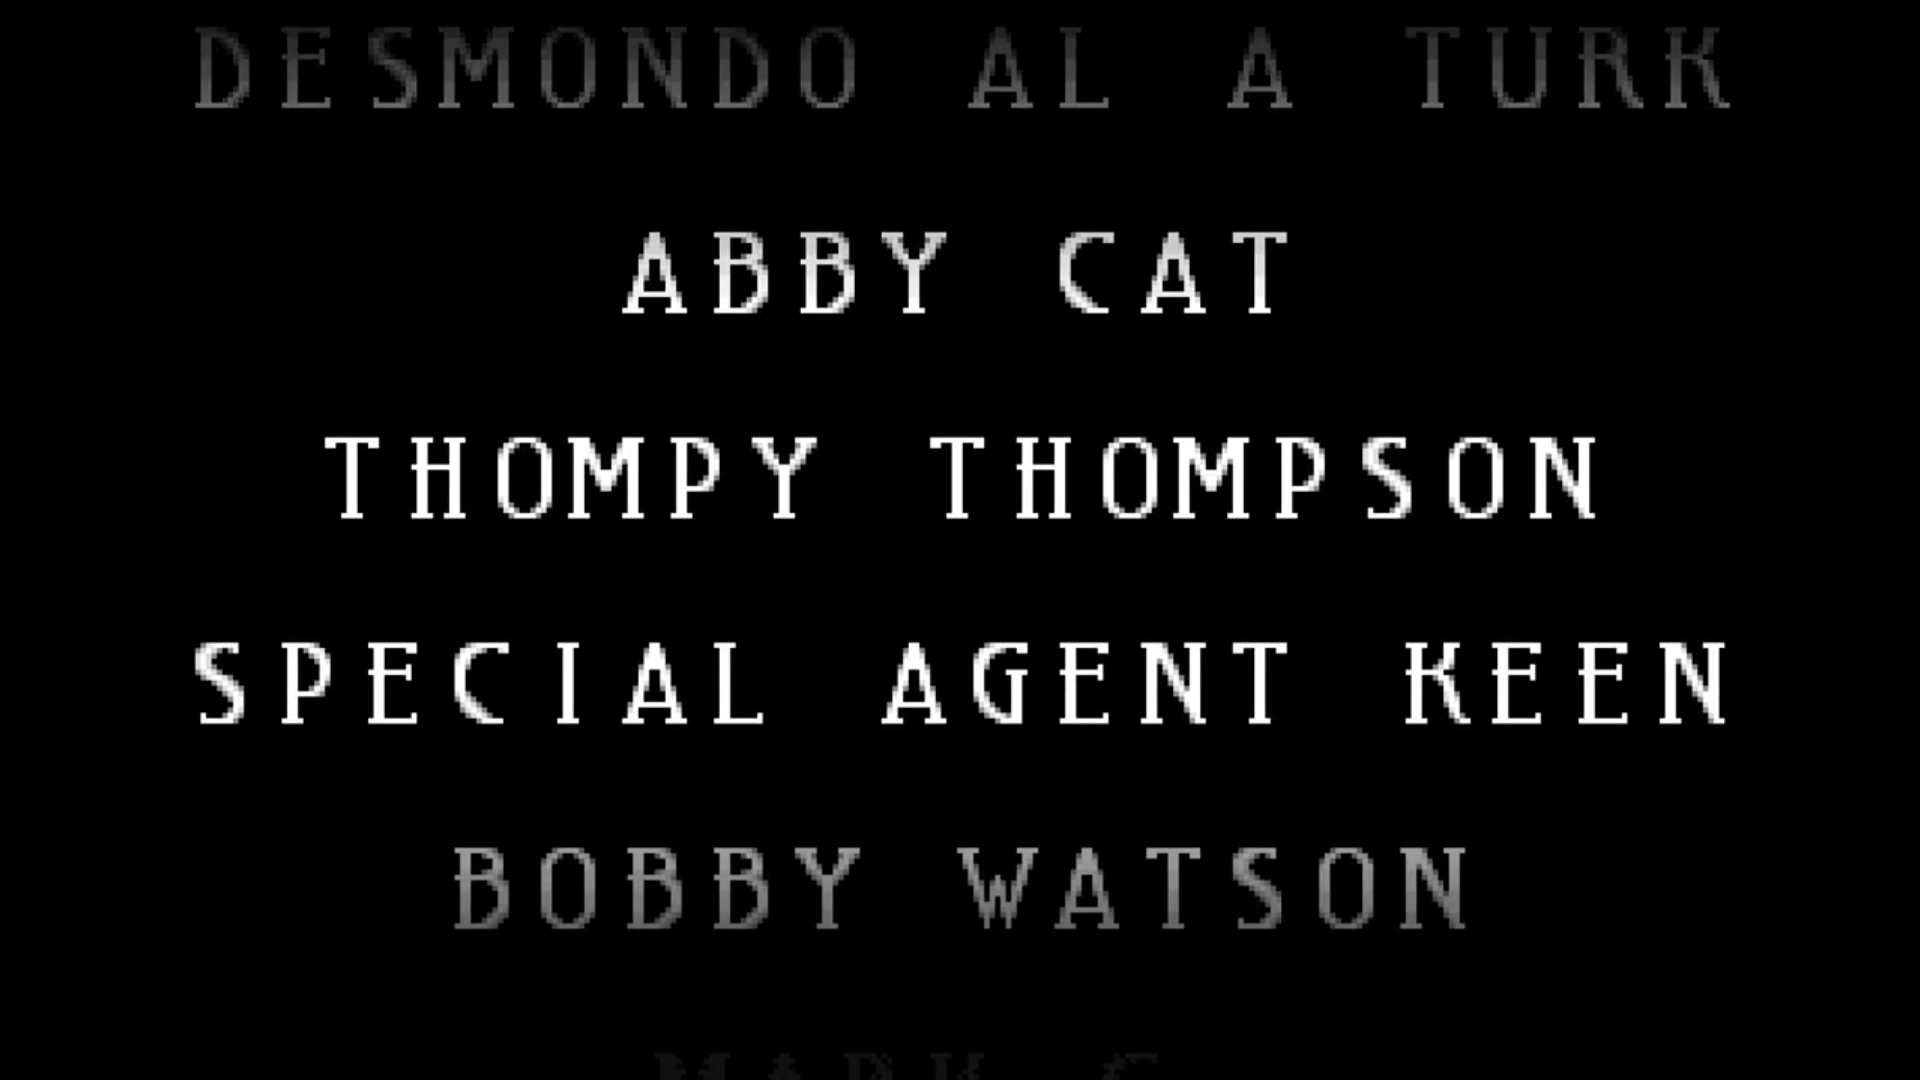 DESMONDO AL A TURK
ABBY CAT
THOMPY THOMPSON
SPECIAL AGENT KEEN
BOBBY WATSON